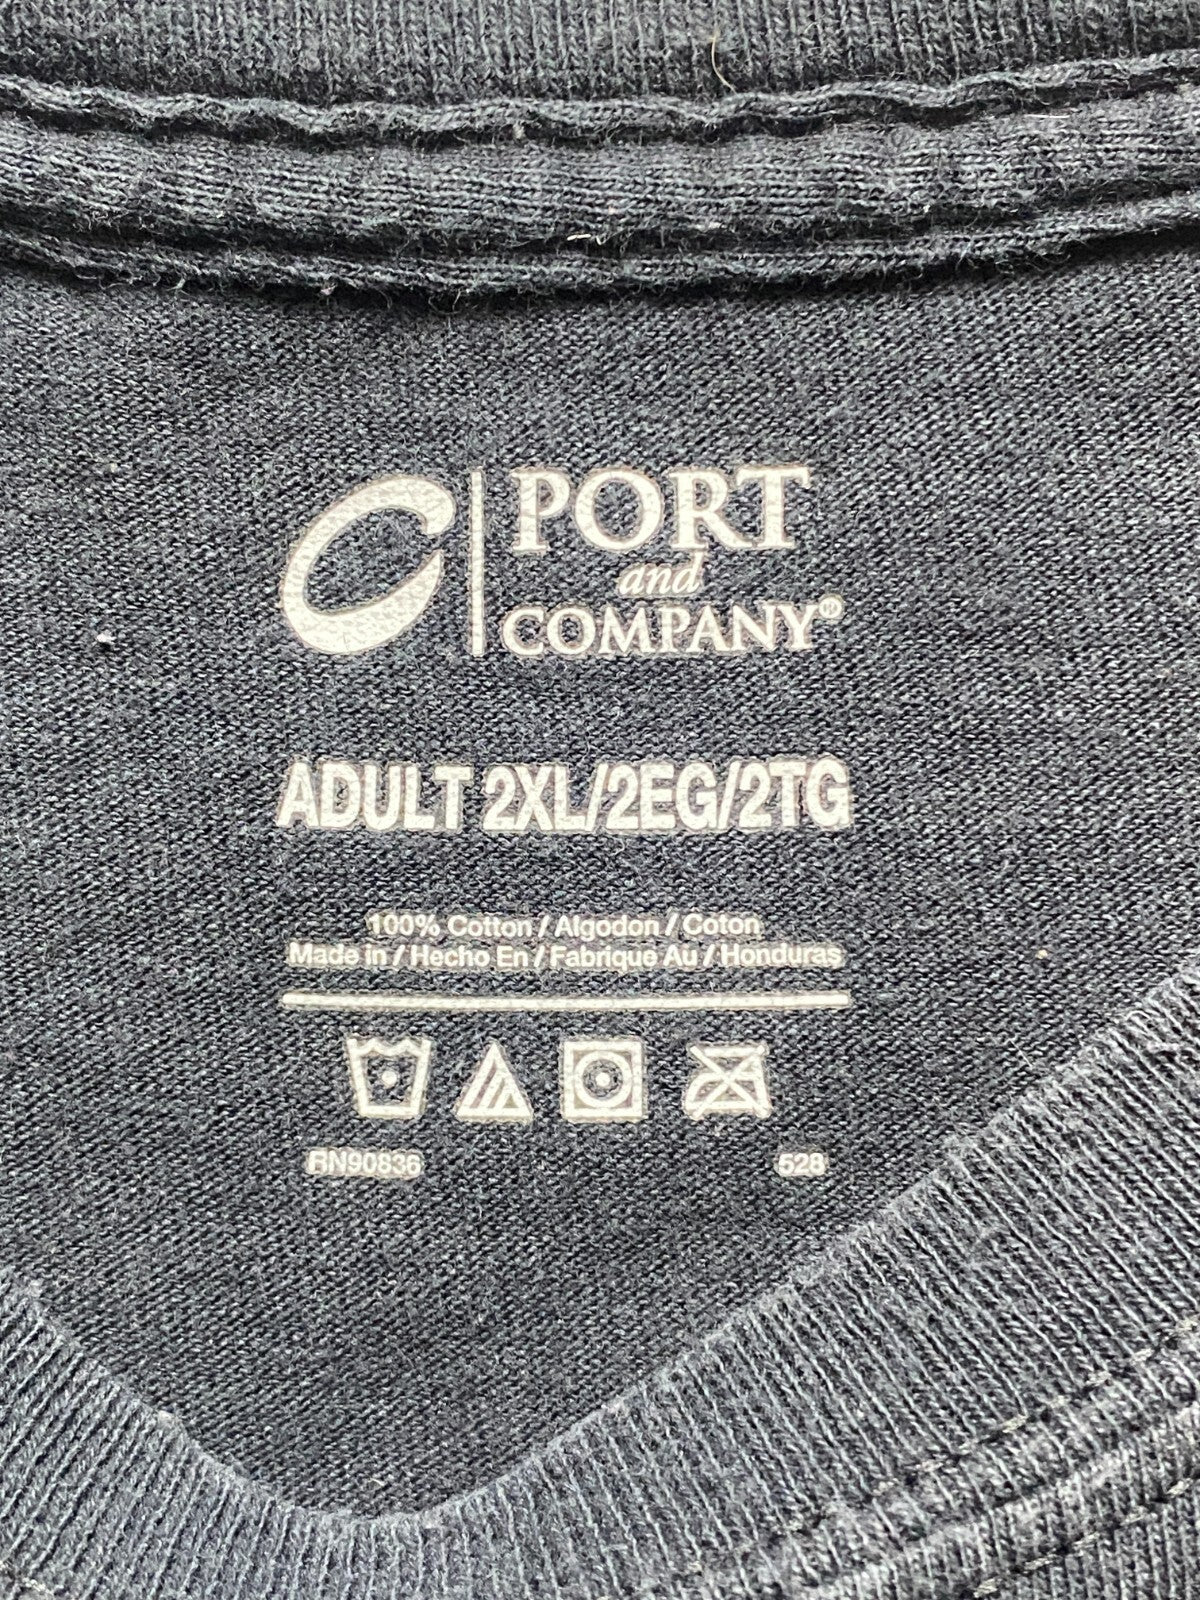 PORT
and
COMPANY®
ADULT 2XL/2EG/2TG
100% Cotton / Algodon / Coton
Made in / Hecho En / Fabrique Au / Honduras
RN90836 528